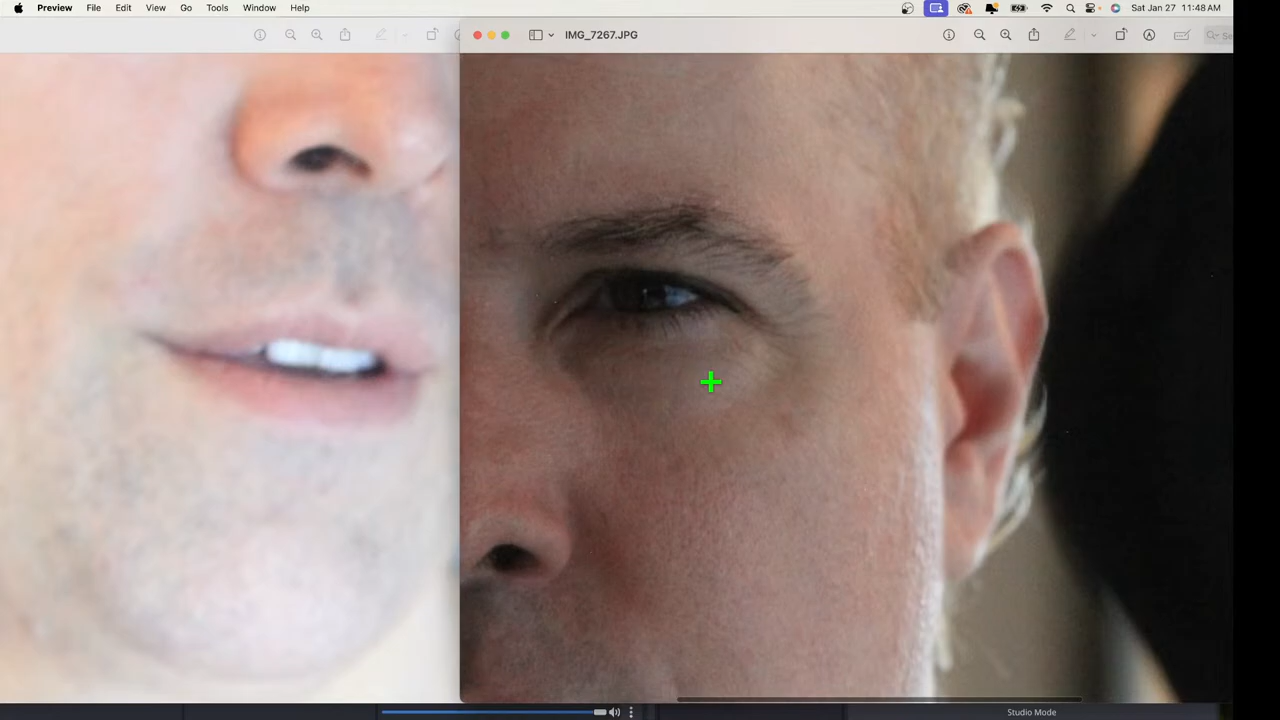 Preview File Edit View Go Tools Window Help Sat Jan 27 11:48 AM
IMG_7267.JPG
Studio Mode